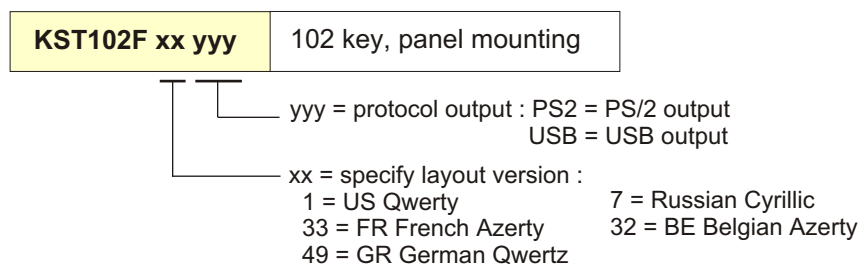 KST102F xx yyy 102 key, panel mounting
yyy = protocol output : PS2 = PS/2 output
USB = USB output
xx = specify layout version :
1 = US Qwerty 7 = Russian Cyrillic
33 = FR French Azerty 32 = BE Belgian Azerty
49 = GR German Qwertz